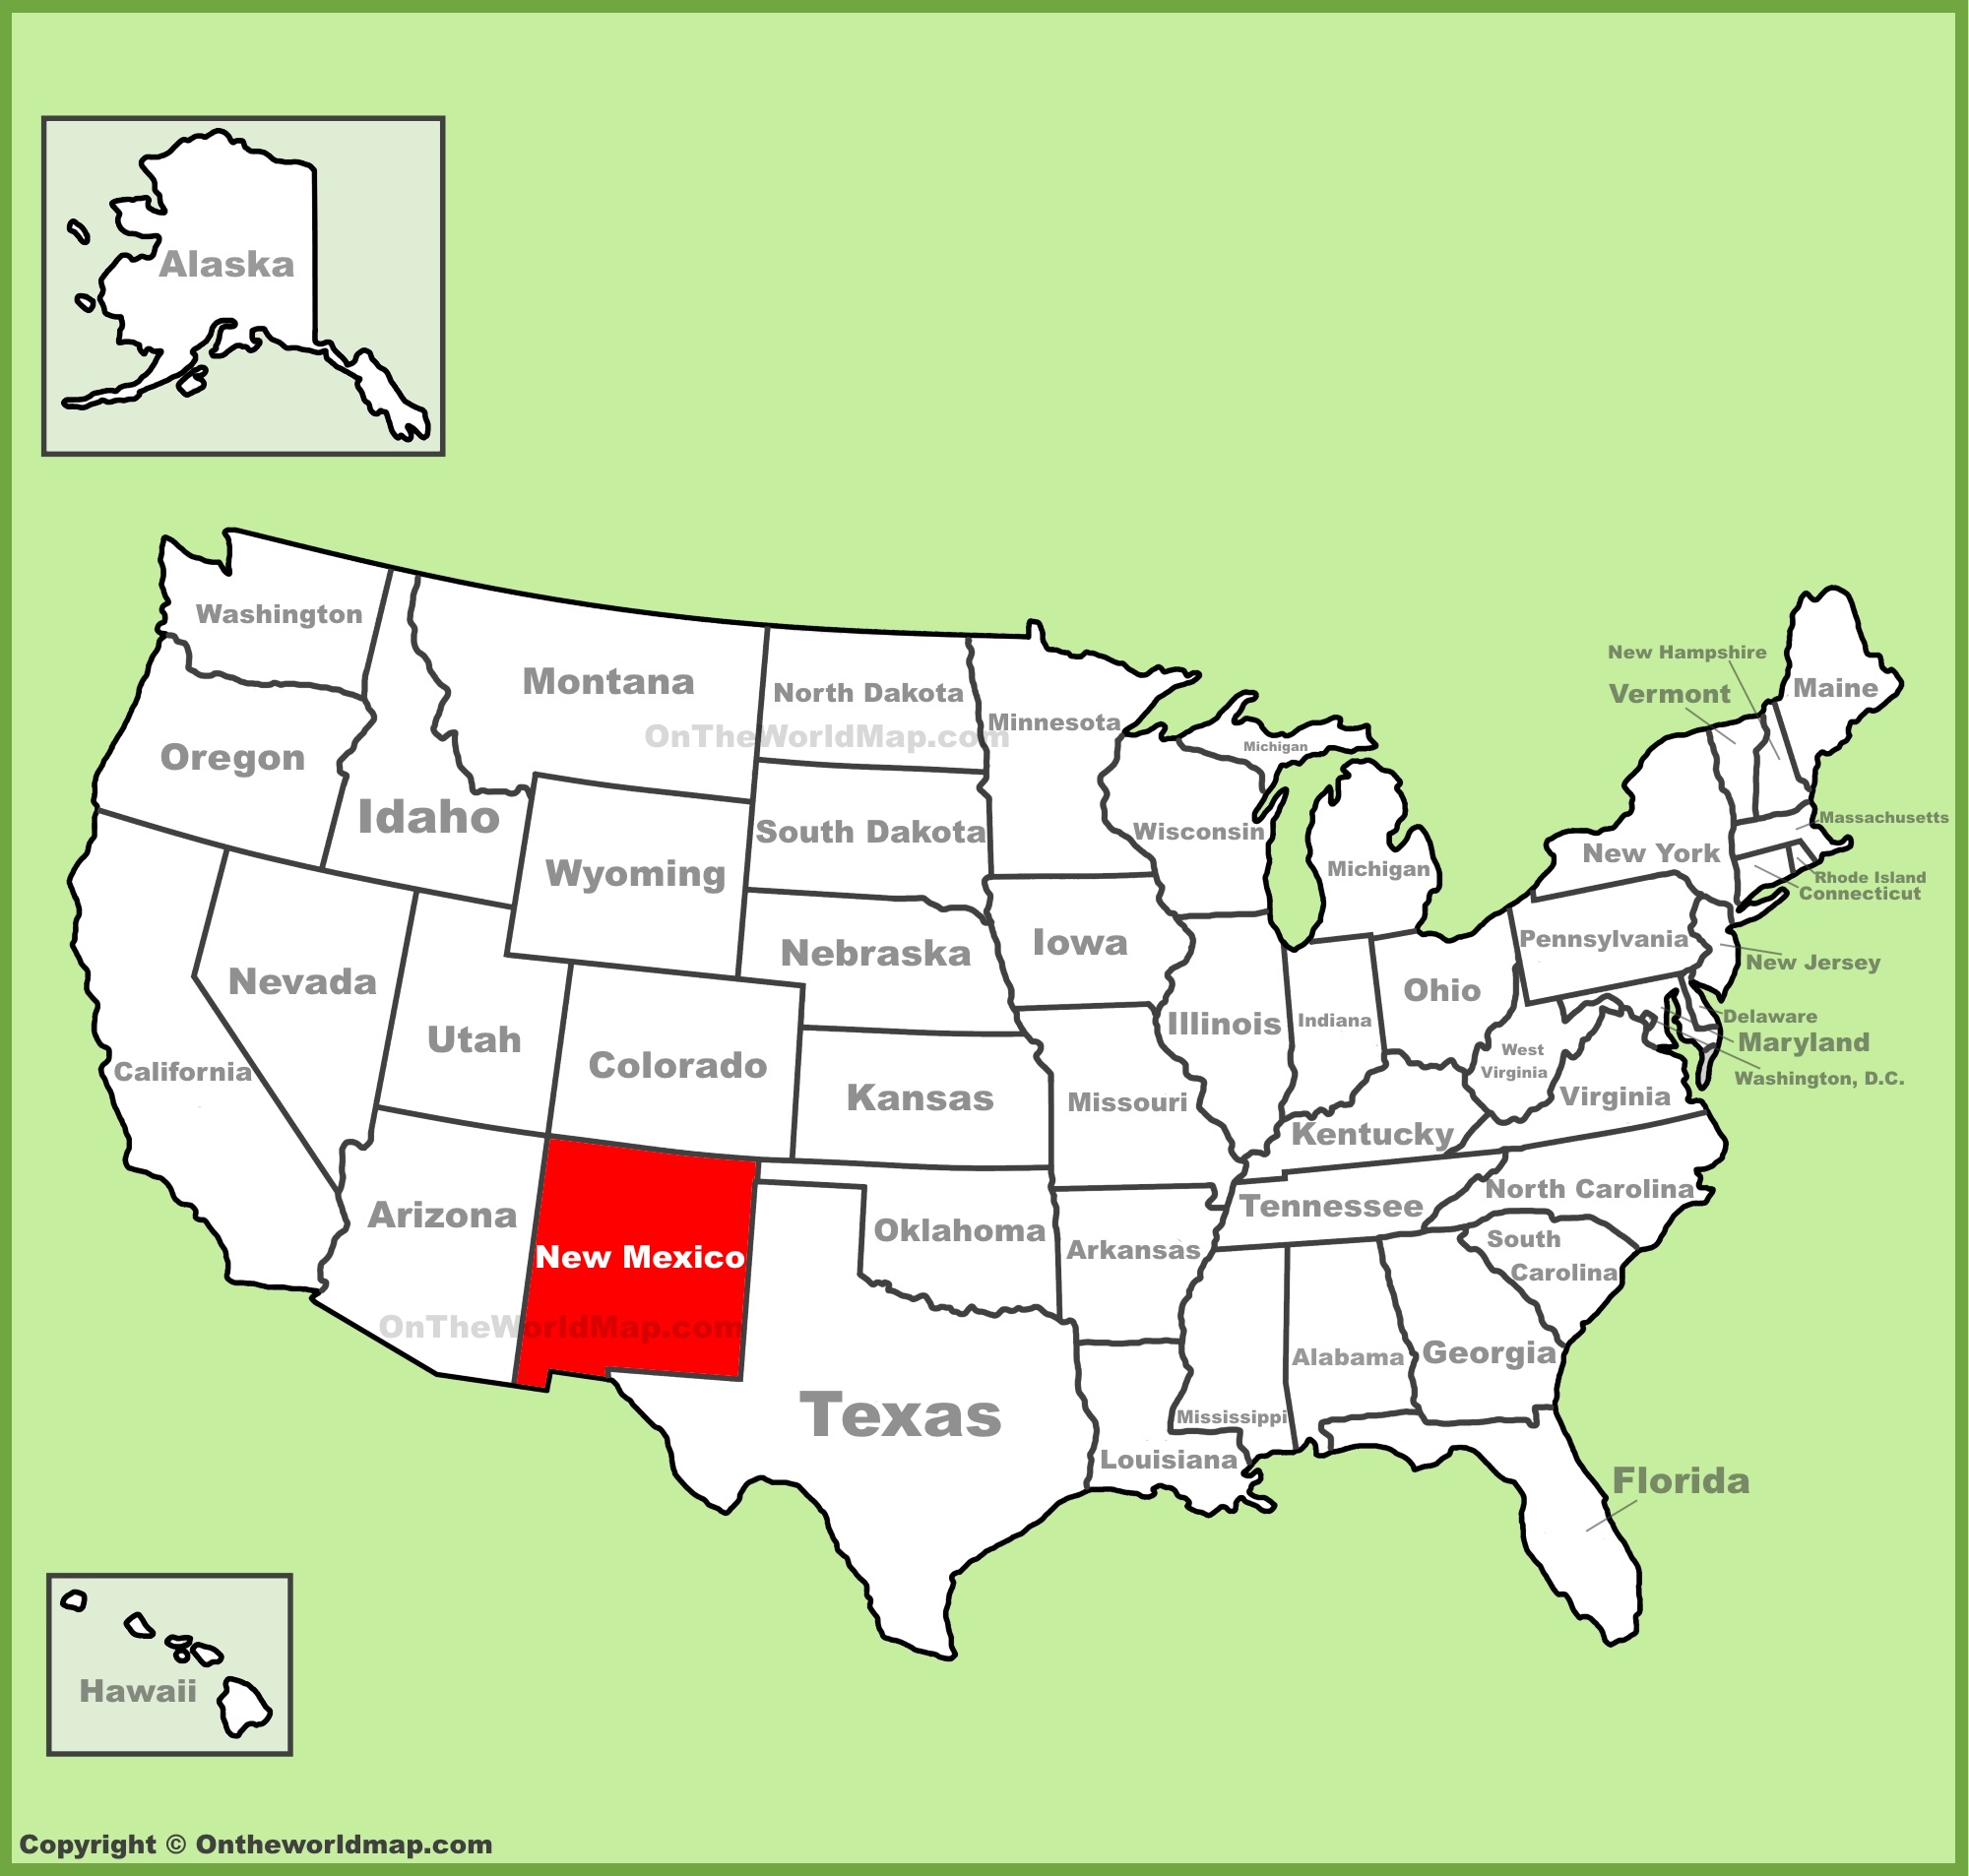 Alaska
Washington
Montana
North Dakota
Minnesota
New Hampshire
Vermont
Maine
OnTheWorldMap.com
Michigan
Oregon
Idaho
South Dakota
Wisconsin
Michigan
New York
Massachusetts
Rhode Island
Connecticut
Wyoming
Nebraska
Iowa
Pennsylvania
New Jersey
Nevada
Utah
Colorado
Illinois
Indiana
Ohio
Delaware
Maryland
Washington, D.C.
California
Kansas
Missouri
West
Virginia
Virginia
Kentucky
Arizona
New Mexico
Oklahoma
Arkansas
Tennessee
North Carolina
South
Carolina
OnTheWorldMap.com
Texas
Louisiana
Mississippi
Alabama
Georgia
Florida
Hawaii
Copyright © Ontheworldmap.com